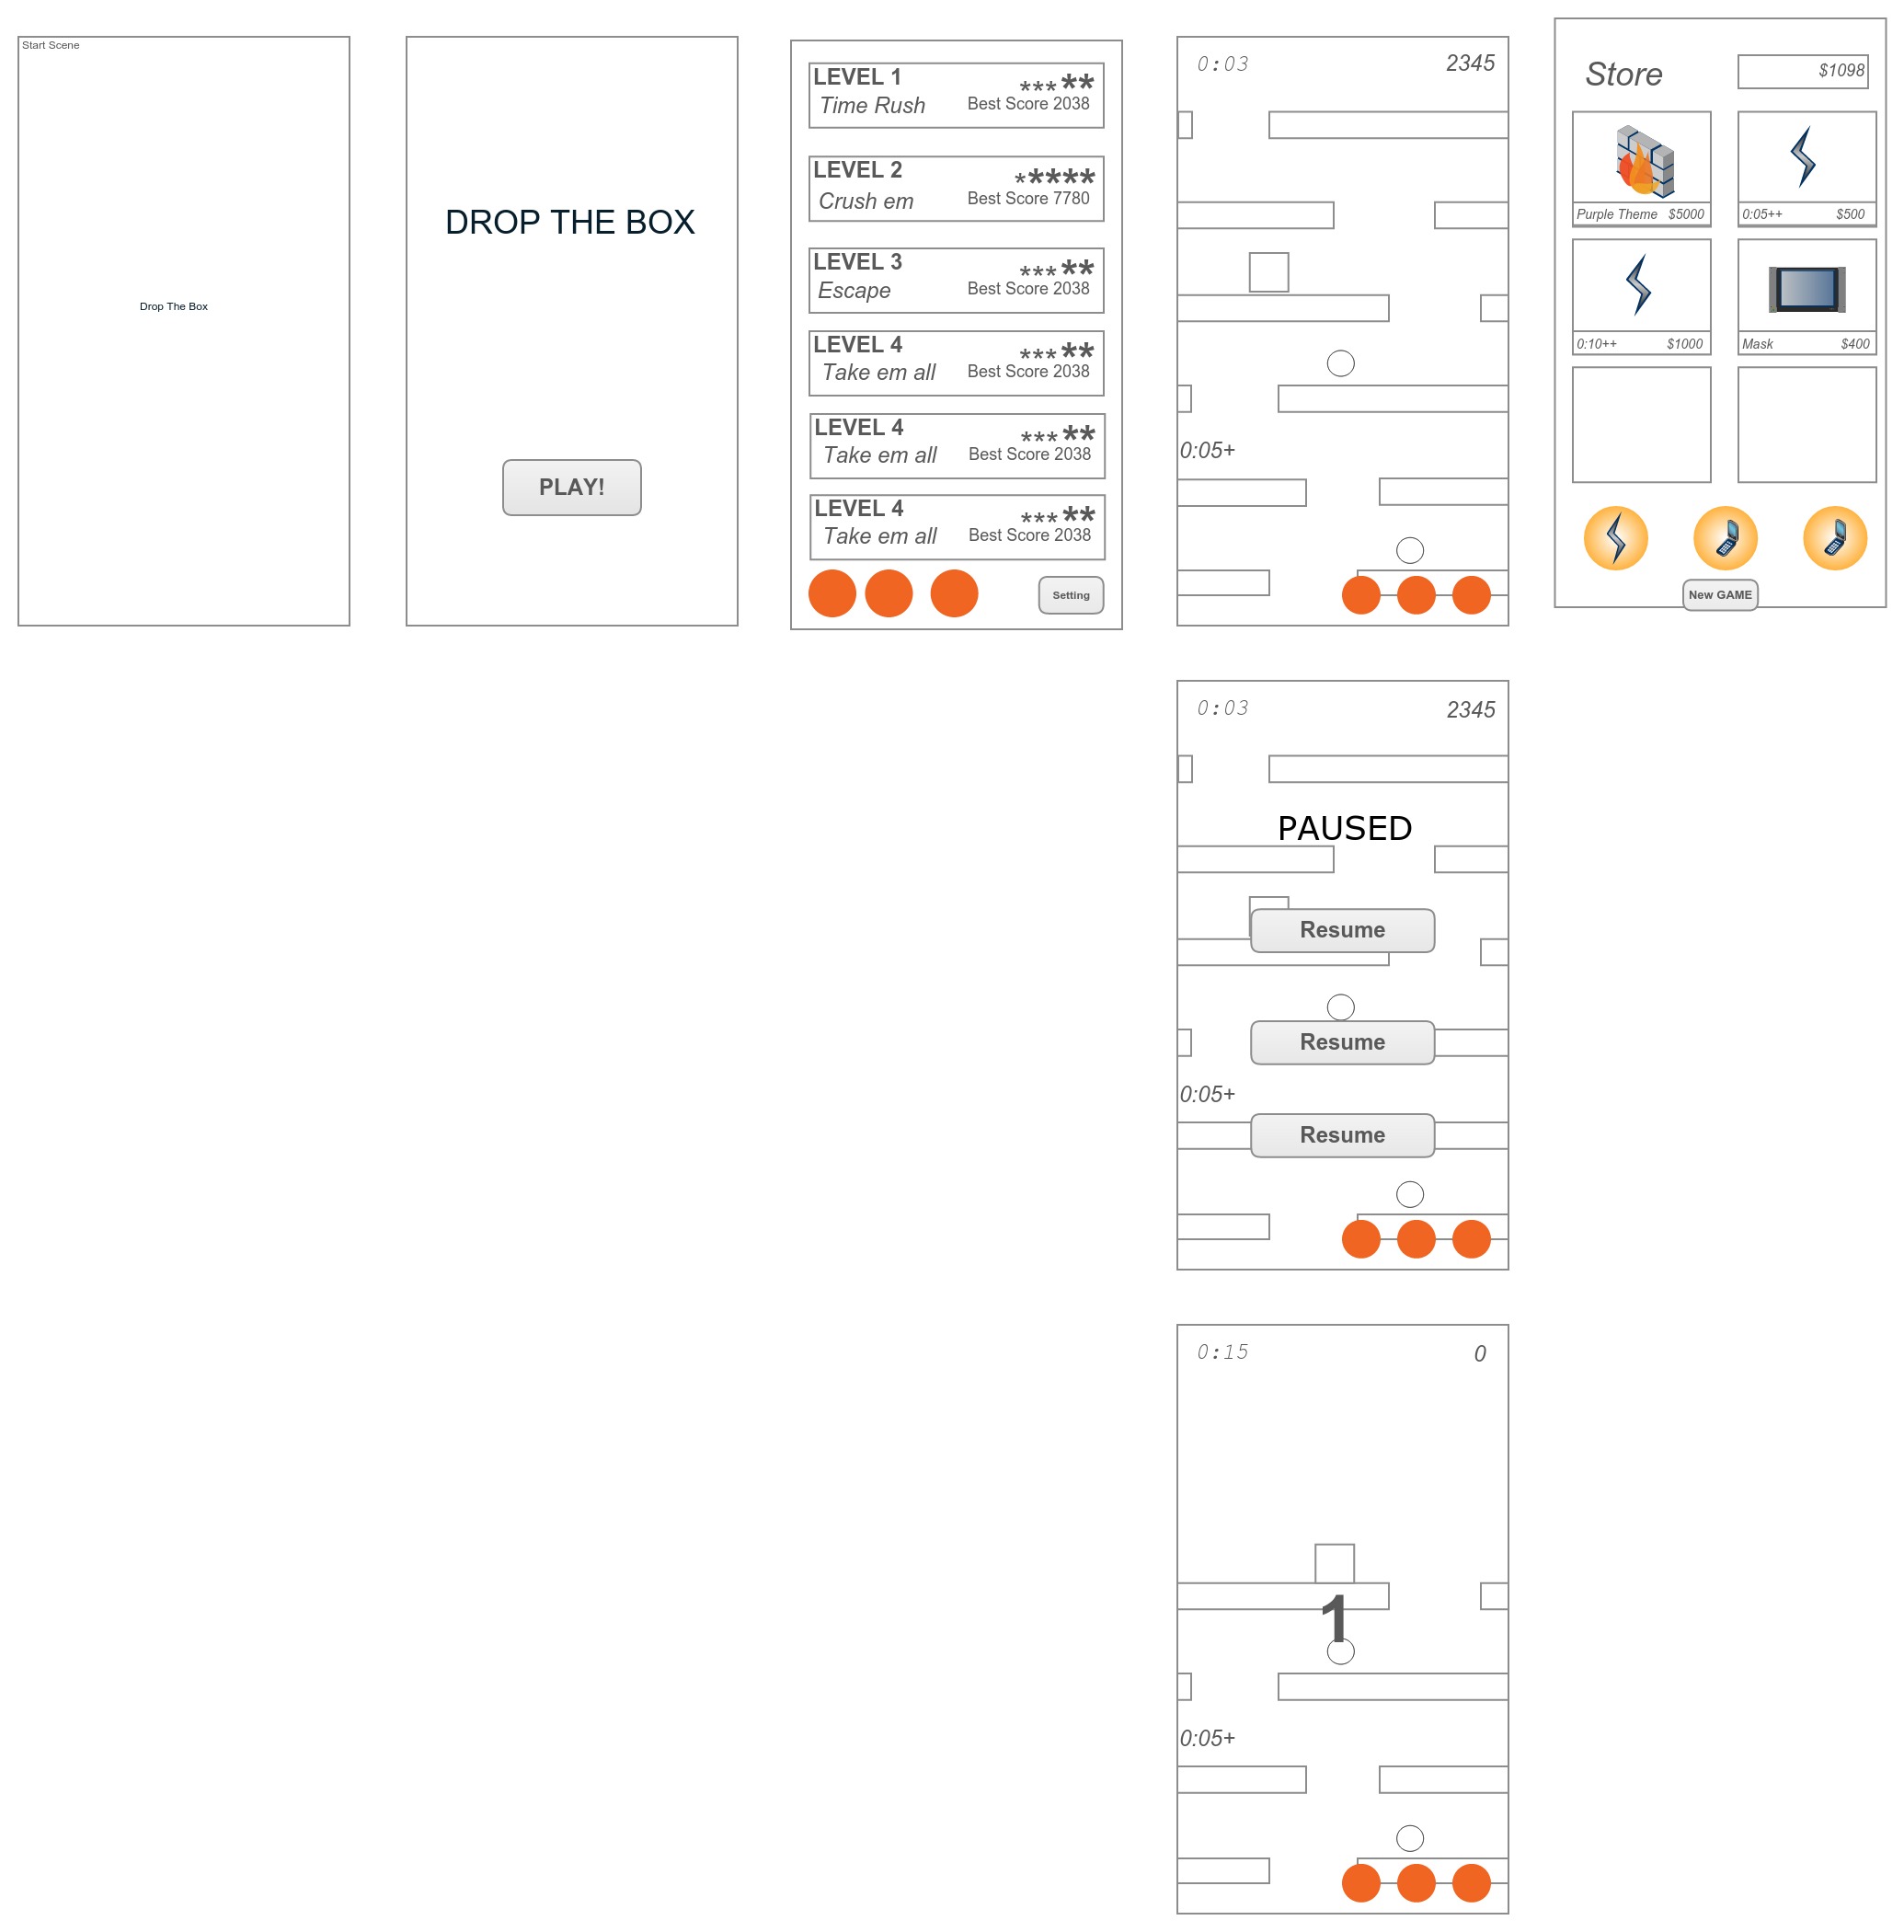 Start Scene
Drop The Box
DROP THE BOX
PLAY!
LEVEL 1
*****
Time Rush
Best Score 2038
LEVEL 2
*****
Crush em
Best Score 7780
LEVEL 3
*****
Escape
Best Score 2038
LEVEL 4
*****
Take em all
Best Score 2038
LEVEL 4
*****
Take em all
Best Score 2038
LEVEL 4
*****
Take em all
Best Score 2038
Setting
0:03
2345
0:05+
Store
$1098
Purple Theme $5000
0:05++ $500
0:10++ $1000
Mask $400
New GAME
0:03
2345
PAUSED
Resume
Resume
0:05+
Resume
0:15
0
1
0:05+